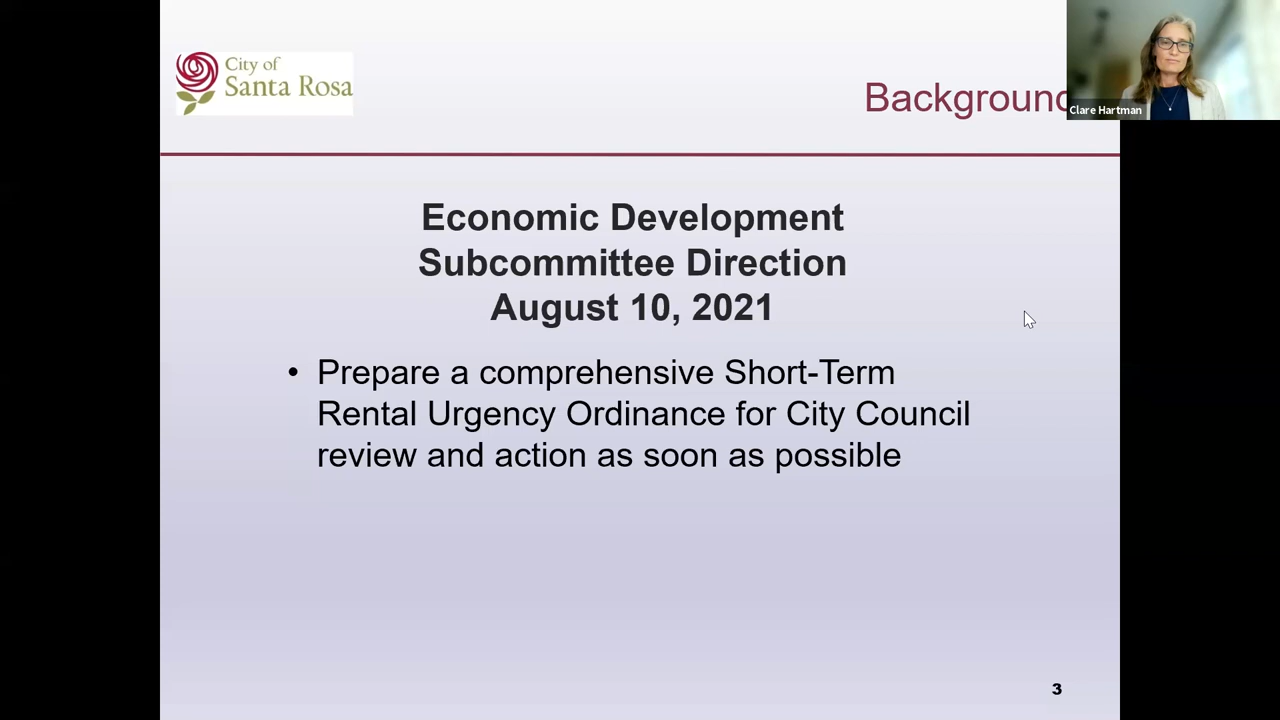 City of
Santa Rosa
Background
Clare Hartman
Economic Development
Subcommittee Direction
August 10, 2021
• Prepare a comprehensive Short-Term
Rental Urgency Ordinance for City Council
review and action as soon as possible
3